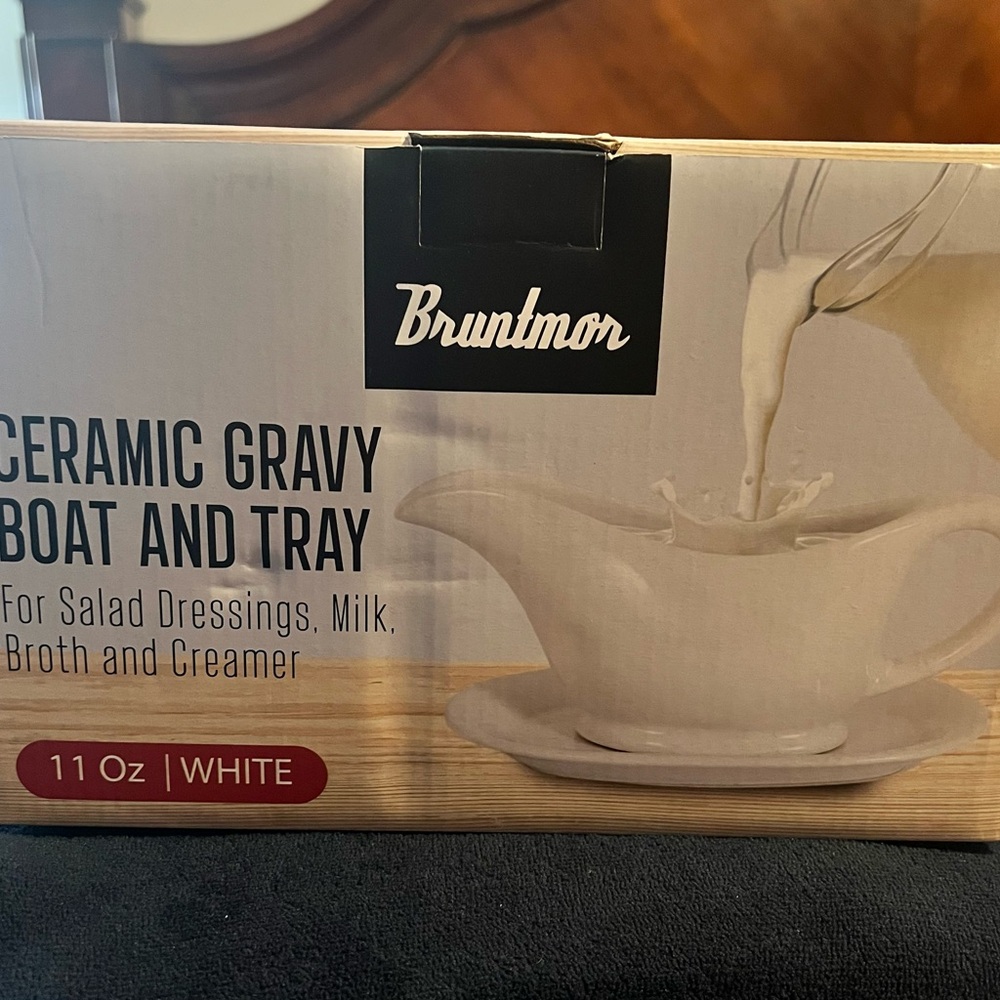 Bruntmor
CERAMIC GRAVY
BOAT AND TRAY
For Salad Dressings, Milk,
Broth and Creamer
11 Oz | WHITE